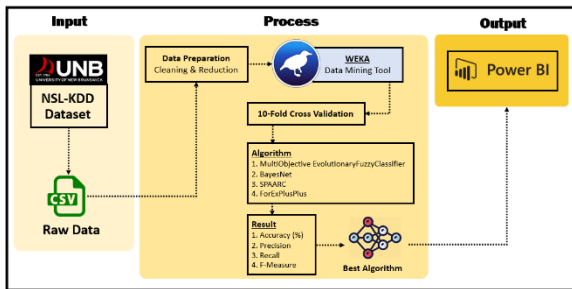 Input
UNB
UNIVERSITY OF NEW BRUNSWICK
NSL-KDD
Dataset
CSV
Raw Data
Process
Data Preparation
Cleaning & Reduction
WEKA
Data Mining Tool
10-Fold Cross Validation
Algorithm
1. MultiObjective EvolutionaryFuzzyClassifier
2. BayesNet
3. SPAARC
4. ForExPlusPlus
Result
1. Accuracy (%)
2. Precision
3. Recall
4. F-Measure
Best Algorithm
Output
Power BI